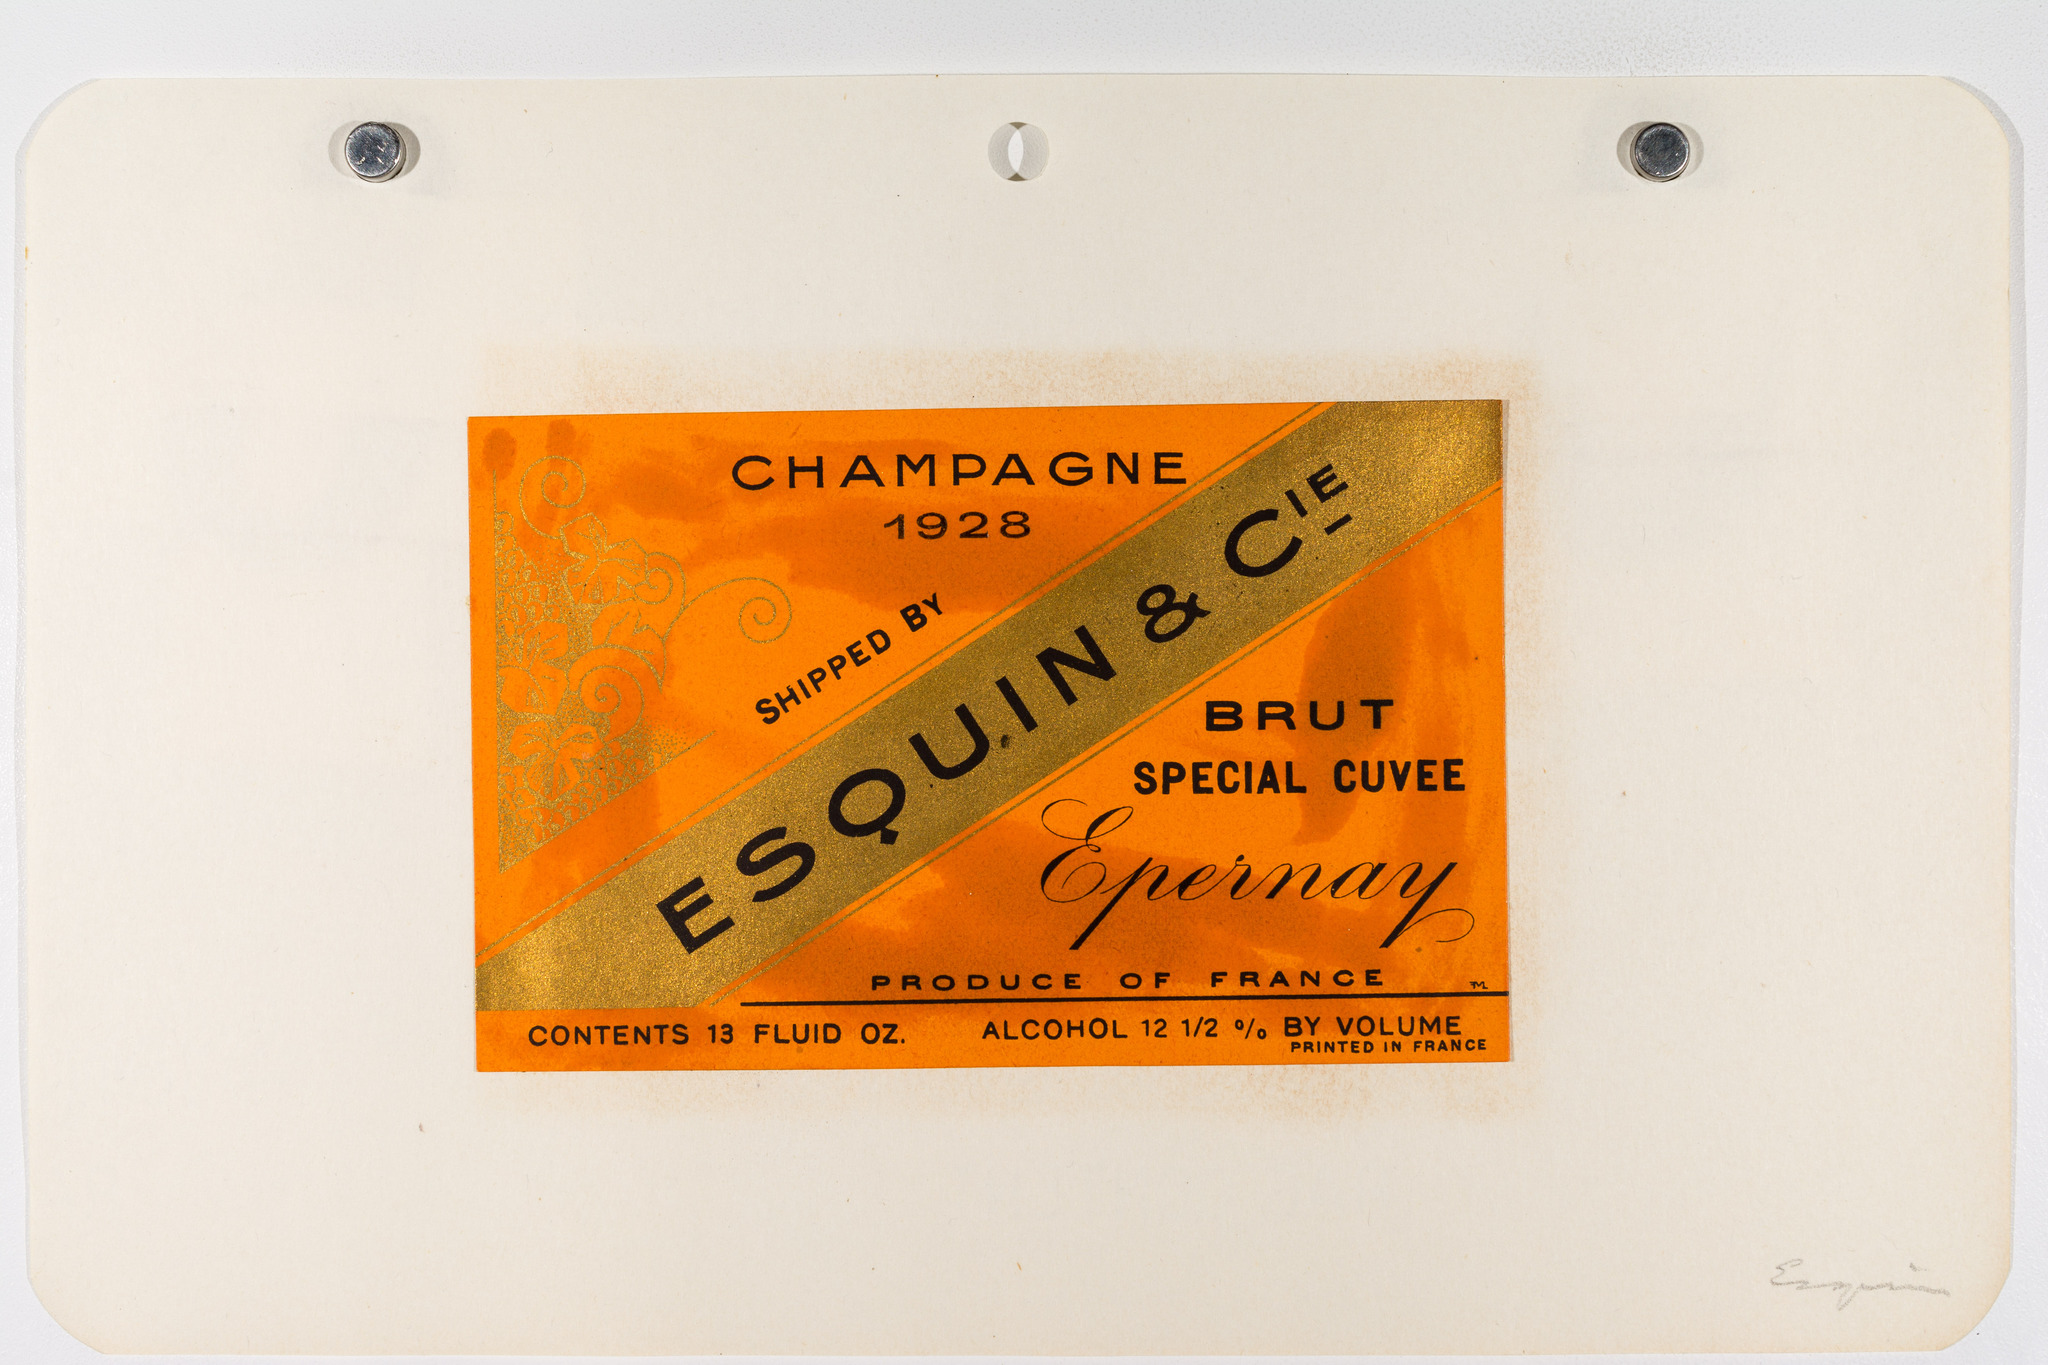 CHAMPAGNE
1928
SHIPPED BY
ESQUIN & CIE
BRUT
SPECIAL CUVEE
Epernay
PRODUCE OF FRANCE
CONTENTS 13 FLUID OZ. ALCOHOL 12 1/2 % BY VOLUME
PRINTED IN FRANCE
Esquin